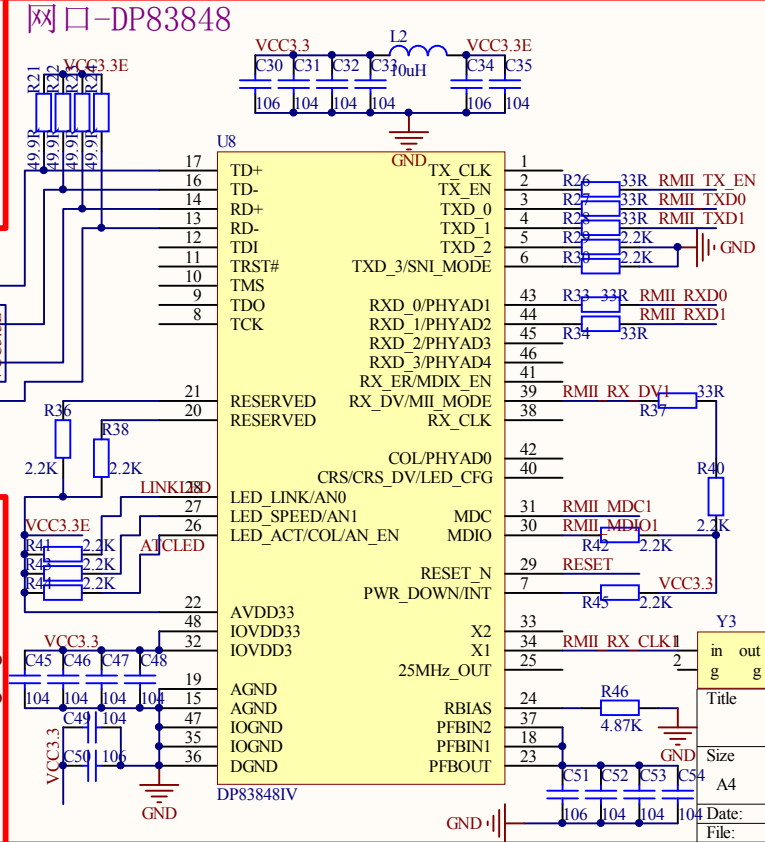 网口-DP83848
VCC3.3 L2 VCC3.3E
C30 C31 C32 C33 10uH C34 C35
106 104 104 104 106 104
GND
VCC3.3E
R21 R22
49.9R 49.9R 49.9R 49.9R
U8
17 TD+ TX_CLK 1
16 TD- TX_EN 2 R26 33R RMII_TX_EN
14 RD+ TXD_0 3 R27 33R RMII_TXD0
13 RD- TXD_1 4 R28 33R RMII_TXD1
12 TDI TXD_2 5 R29 2.2K GND
11 TRST# TXD_3/SNI_MODE 6 R30 2.2K
10 TMS
9 TDO RXD_0/PHYAD1 43 R33 33R RMII_RXD0
8 TCK RXD_1/PHYAD2 44 R34 33R RMII_RXD1
RXD_2/PHYAD3 45
RXD_3/PHYAD4 46
RX_ER/MDIX_EN 41
21 RESERVED RX_DV/MII_MODE 39 RMII_RX_DV1 R37 33R
20 RESERVED RX_CLK 38
R36 R38
2.2K 2.2K
COL/PHYAD0 42
CRS/CRS_DV/LED_CFG 40
R40 2.2K
LINKLED 28 LED_LINK/AN0
27 LED_SPEED/AN1 MDC 31 RMII_MDC1
ATCLED 26 LED_ACT/COL/AN_EN MDIO 30 RMII_MDIO1 R42 2.2K
VCC3.3E
R41 2.2K
R43 2.2K
R44 2.2K
RESET_N 29 RESET
PWR_DOWN/INT 7 R45 2.2K VCC3.3
22 AVDD33
48 IOVDD33 X2 33
32 IOVDD3 X1 34 RMII_RX_CLK1
25MHz_OUT 25
Y3
1 in out
2 g g
VCC3.3
C45 C46 C47 C48
104 104 104 104
19 AGND
15 AGND RBIAS 24 R46 4.87K GND
47 IOGND PFBIN2 37
35 IOGND PFBIN1 18
36 DGND PFBOUT 23
C49 104
C50 106
VCC3.3
GND
DP83848IV
C51 C52 C53 C54
106 104 104 104
GND
Title
Size
A4
Date:
File: